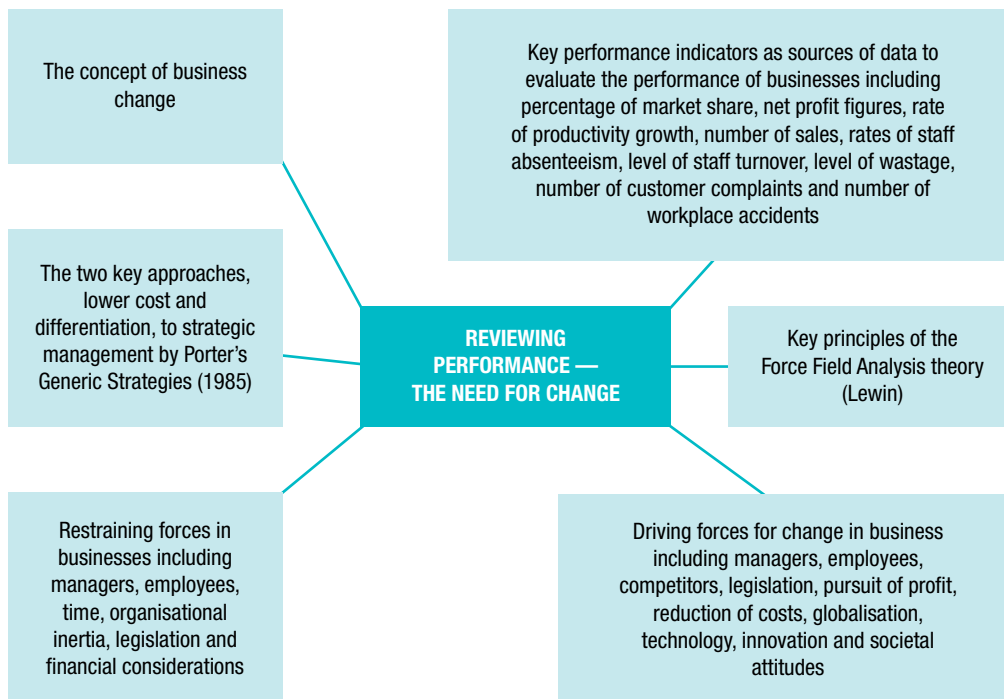 The concept of business
change
Key performance indicators as sources of data to
evaluate the performance of businesses including
percentage of market share, net profit figures, rate
of productivity growth, number of sales, rates of staff
absenteeism, level of staff turnover, level of wastage,
number of customer complaints and number of
workplace accidents
The two key approaches,
lower cost and
differentiation, to strategic
management by Porter’s
Generic Strategies (1985)
REVIEWING
PERFORMANCE —
THE NEED FOR CHANGE
Key principles of the
Force Field Analysis theory
(Lewin)
Restraining forces in
businesses including
managers, employees,
time, organisational
inertia, legislation and
financial considerations
Driving forces for change in business
including managers, employees,
competitors, legislation, pursuit of profit,
reduction of costs, globalisation,
technology, innovation and societal
attitudes